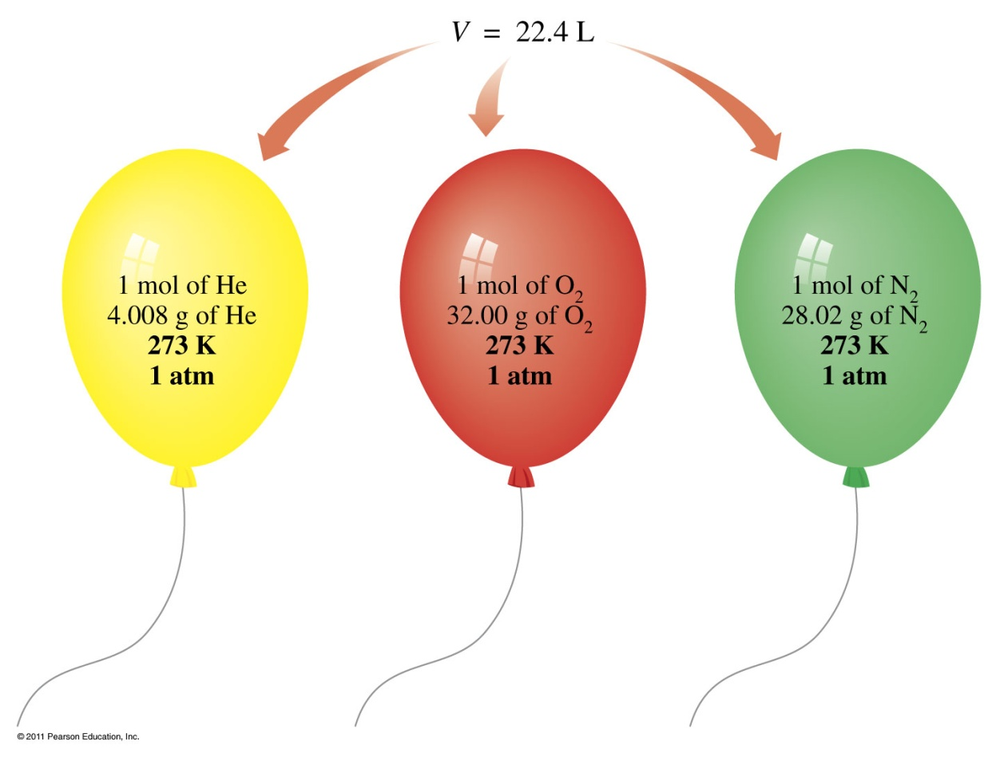 V = 22.4 L
1 mol of He
4.008 g of He
273 K
1 atm
1 mol of O₂
32.00 g of O₂
273 K
1 atm
1 mol of N₂
28.02 g of N₂
273 K
1 atm
© 2011 Pearson Education, Inc.